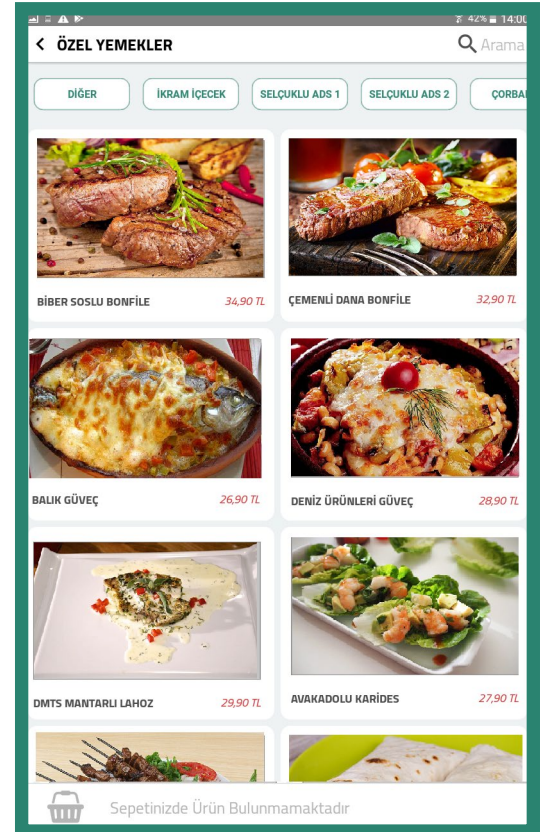 42% 14:00
ÖZEL YEMEKLER
Arama
DİĞER
İKRAM İÇECEK
SELÇUKLU ADS 1
SELÇUKLU ADS 2
ÇORBA
BİBER SOSLU BONFİLE 34,90 TL
ÇEMENLİ DANA BONFİLE 32,90 TL
BALIK GÜVEÇ 26,90 TL
DENİZ ÜRÜNLERİ GÜVEÇ 28,90 TL
DMTS MANTARLI LAHOZ 29,90 TL
AVAKADOLU KARİDES 27,90 TL
Sepetinizde Ürün Bulunmamaktadır